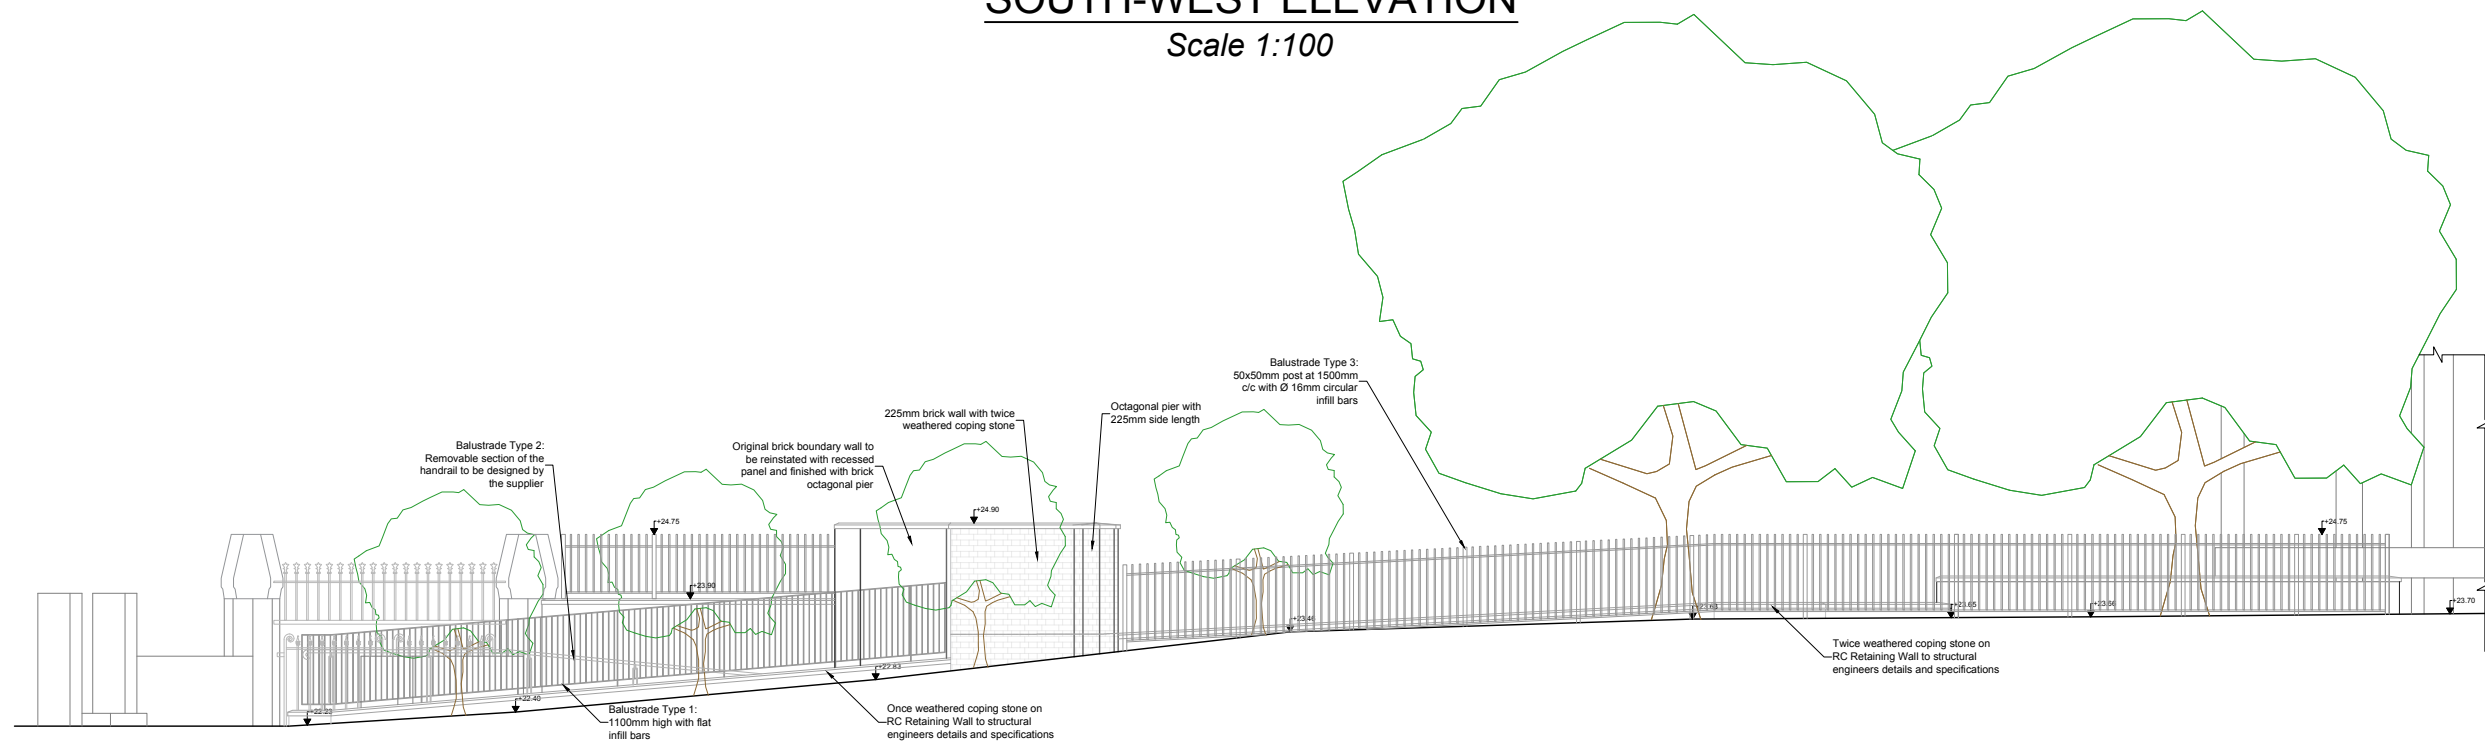 SOUTH-WEST ELEVATION
Scale 1:100
Balustrade Type 3:
50x50mm post at 1500mm
c/c with Ø 16mm circular
infill bars
Octagonal pier with
225mm side length
225mm brick wall with twice
weathered coping stone
Original brick boundary wall to
be reinstated with recessed
panel and finished with brick
octagonal pier
Balustrade Type 2:
Removable section of the
handrail to be designed by
the supplier
+24.75
+24.90
+24.75
+23.90
+23.70
+23.65
+22.83
+22.40
Twice weathered coping stone on
RC Retaining Wall to structural
engineers details and specifications
Balustrade Type 1:
1100mm high with flat
infill bars
Once weathered coping stone on
RC Retaining Wall to structural
engineers details and specifications